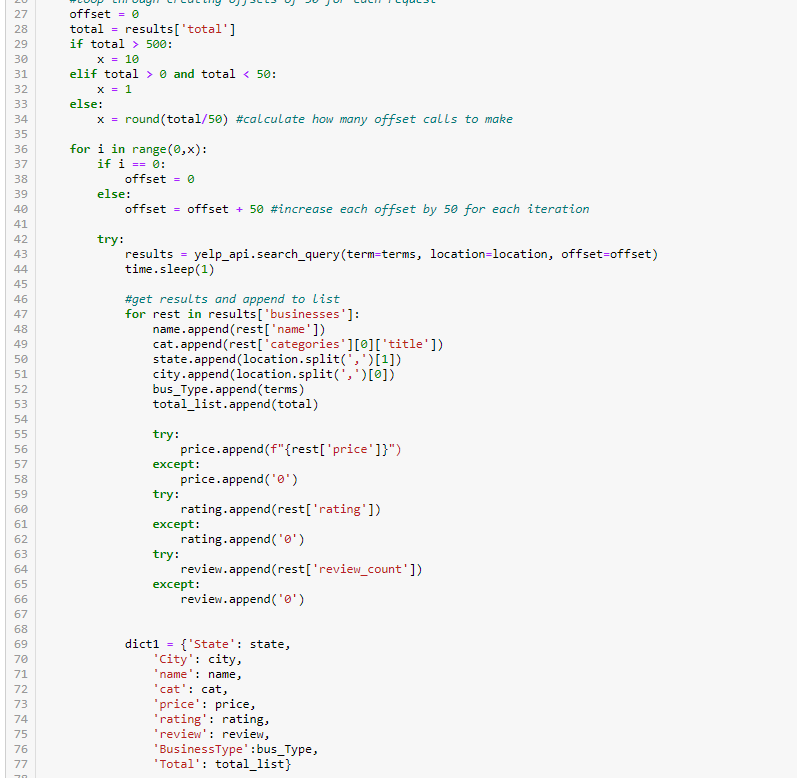 26 #loop through creating offsets of 50 for each request
27 offset = 0
28 total = results['total']
29 if total > 500:
30 x = 10
31 elif total > 0 and total < 50:
32 x = 1
33 else:
34 x = round(total/50) #calculate how many offset calls to make
35
36 for i in range(0,x):
37 if i == 0:
38 offset = 0
39 else:
40 offset = offset + 50 #increase each offset by 50 for each iteration
41
42 try:
43 results = yelp_api.search_query(term=terms, location=location, offset=offset)
44 time.sleep(1)
45
46 #get results and append to list
47 for rest in results['businesses']:
48 name.append(rest['name'])
49 cat.append(rest['categories'][0]['title'])
50 state.append(location.split(',')[1])
51 city.append(location.split(',')[0])
52 bus_Type.append(terms)
53 total_list.append(total)
54
55 try:
56 price.append(f"{rest['price']}")
57 except:
58 price.append('0')
59 try:
60 rating.append(rest['rating'])
61 except:
62 rating.append('0')
63 try:
64 review.append(rest['review_count'])
65 except:
66 review.append('0')
67
68
69 dict1 = {'State': state,
70 'City': city,
71 'name': name,
72 'cat': cat,
73 'price': price,
74 'rating': rating,
75 'review': review,
76 'BusinessType':bus_Type,
77 'Total': total_list}